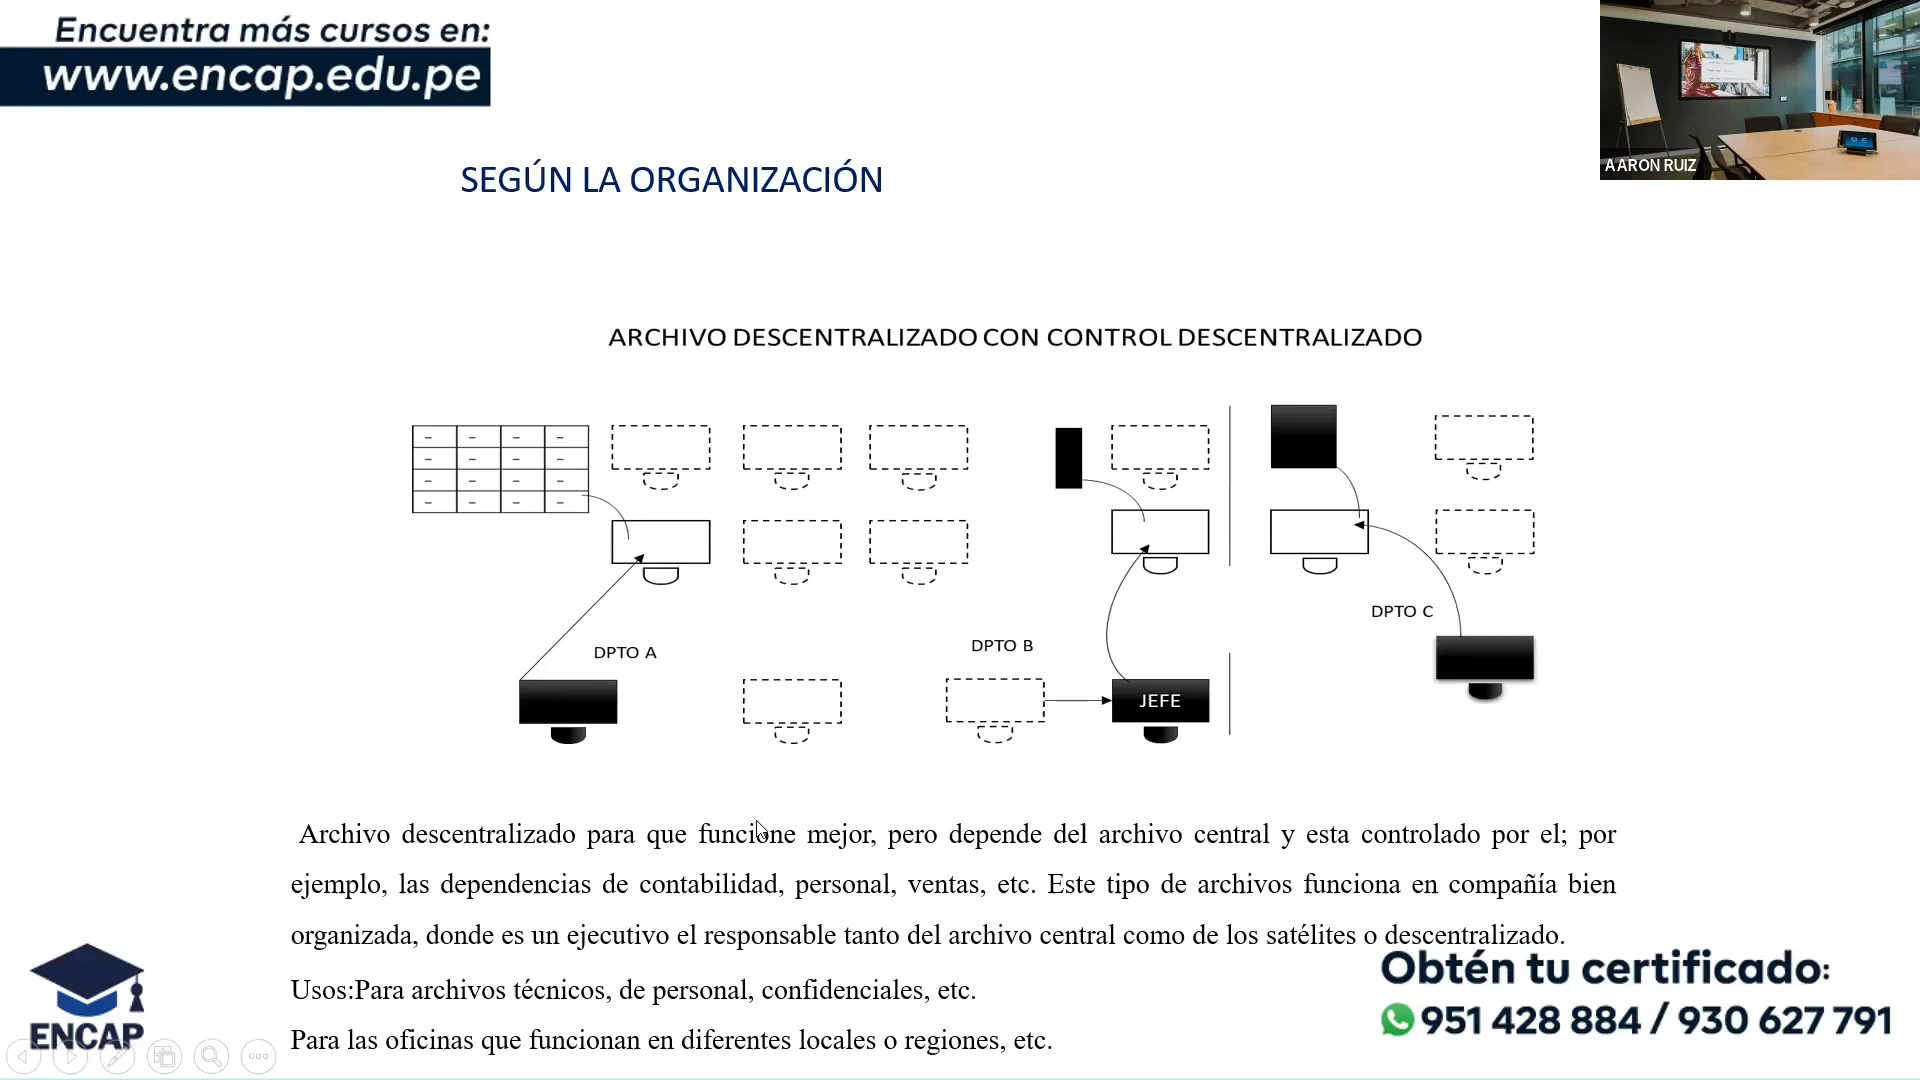 Encuentra más cursos en:
www.encap.edu.pe
AARON RUIZ
SEGÚN LA ORGANIZACIÓN
ARCHIVO DESCENTRALIZADO CON CONTROL DESCENTRALIZADO
DPTO A
DPTO B
DPTO C
JEFE
Archivo descentralizado para que funcione mejor, pero depende del archivo central y esta controlado por el; por
ejemplo, las dependencias de contabilidad, personal, ventas, etc. Este tipo de archivos funciona en compañía bien
organizada, donde es un ejecutivo el responsable tanto del archivo central como de los satélites o descentralizado.
Usos:Para archivos técnicos, de personal, confidenciales, etc.
Para las oficinas que funcionan en diferentes locales o regiones, etc.
ENCAP
Obtén tu certificado:
951 428 884 / 930 627 791